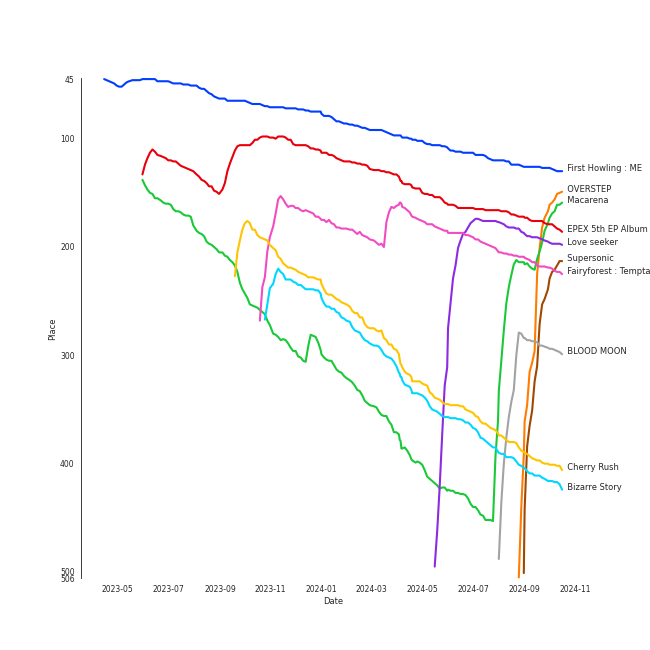 45
100
200
300
400
500
506
Place
2023-05
2023-07
2023-09
2023-11
2024-01
2024-03
2024-05
2024-07
2024-09
2024-11
Date
First Howling : ME
OVERSTEP
Macarena
EPEX 5th EP Album
Love seeker
Supersonic
Fairyforest : Tempta
BLOOD MOON
Cherry Rush
Bizarre Story